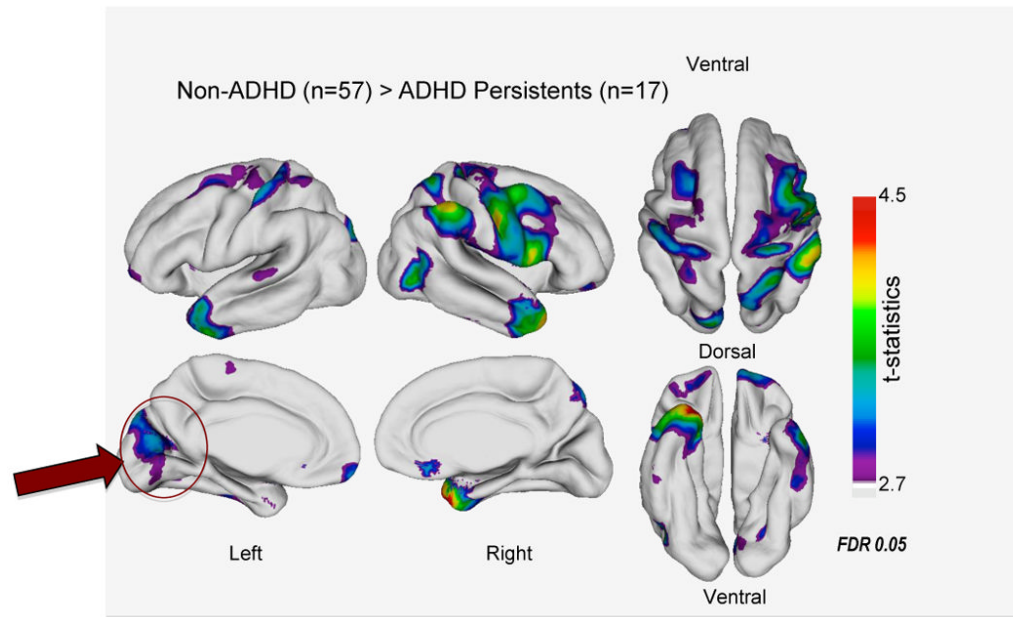 Ventral
Non-ADHD (n=57) > ADHD Persistents (n=17)
4.5
t-statistics
2.7
Dorsal
Left
Right
FDR 0.05
Ventral